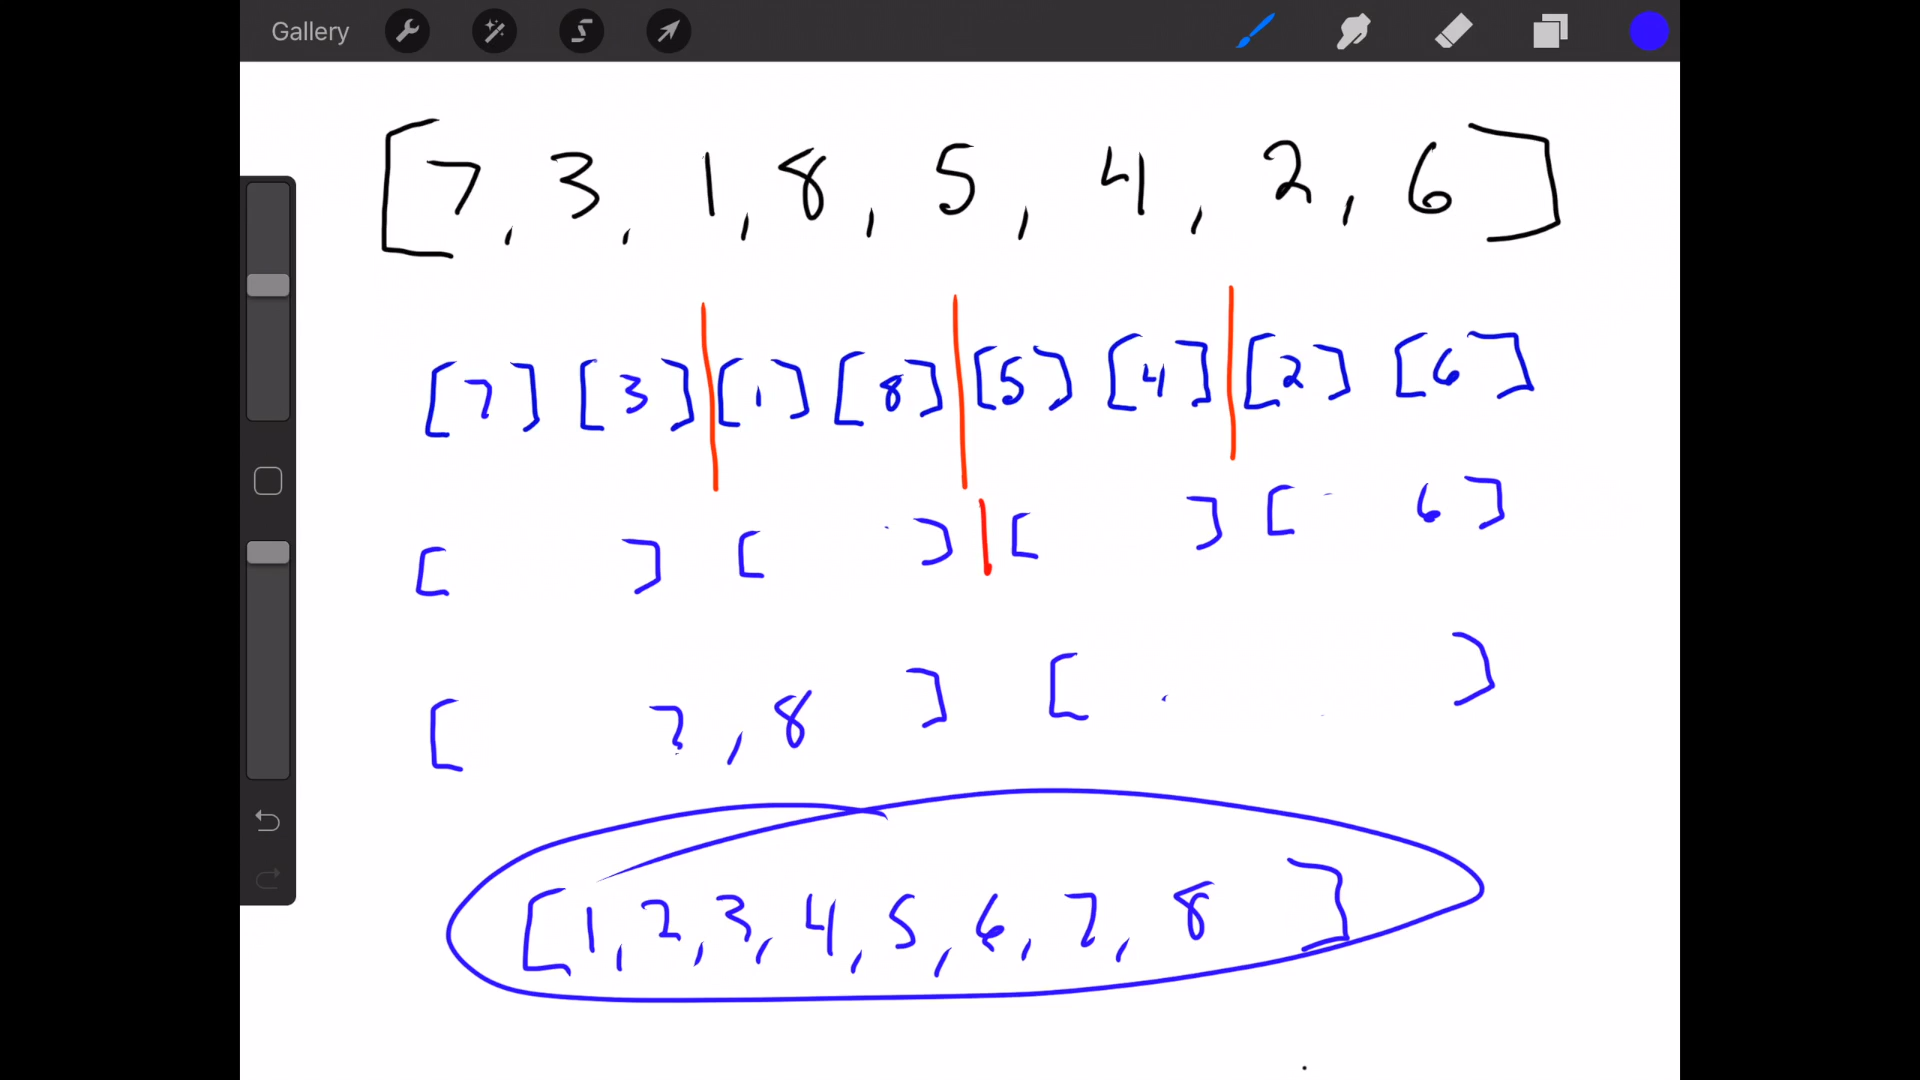 Gallery
[7, 3, 1, 8, 5, 4, 2, 6]
[7] [3] [1] [8] [5] [4] [2] [6]
[ ] [ ] [ ] [ 6]
[ 7, 8 ] [ ]
[1, 2, 3, 4, 5, 6, 7, 8 ]